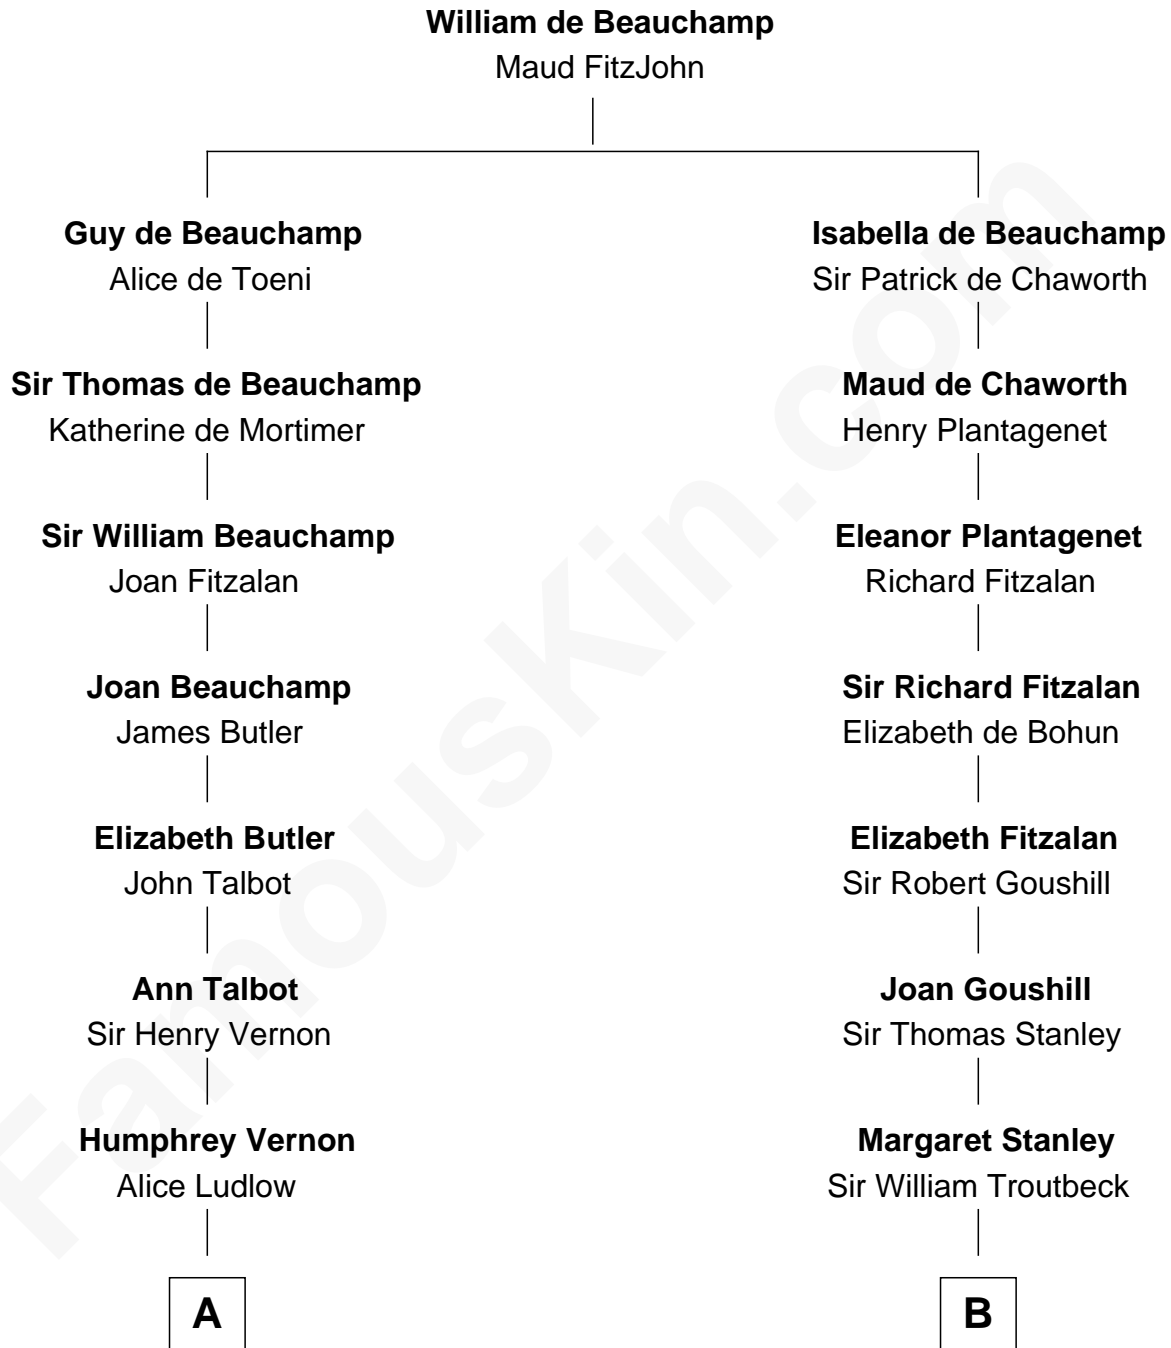 William de Beauchamp
Maud FitzJohn
Guy de Beauchamp
Alice de Toeni
Sir Thomas de Beauchamp
Katherine de Mortimer
Sir William Beauchamp
Joan Fitzalan
Joan Beauchamp
James Butler
Elizabeth Butler
John Talbot
Ann Talbot
Sir Henry Vernon
Humphrey Vernon
Alice Ludlow
A
Isabella de Beauchamp
Sir Patrick de Chaworth
Maud de Chaworth
Henry Plantagenet
Eleanor Plantagenet
Richard Fitzalan
Sir Richard Fitzalan
Elizabeth de Bohun
Elizabeth Fitzalan
Sir Robert Goushill
Joan Goushill
Sir Thomas Stanley
Margaret Stanley
Sir William Troutbeck
B
FamousKin.com